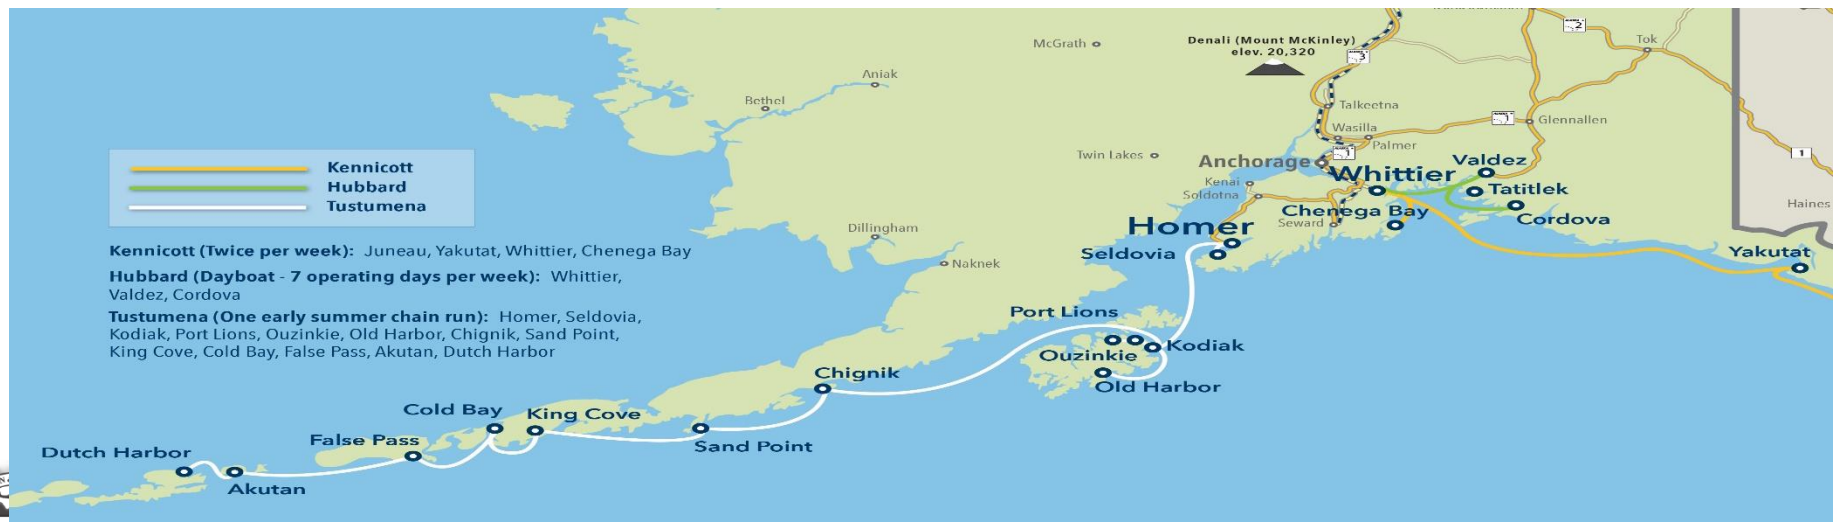 McGrath
Denali (Mount McKinley)
elev. 20,320
3
2
Tok
Aniak
Bethel
Talkeetna
1
Glennallen
Wasilla
Palmer
1
1
Twin Lakes
Anchorage
Kenai
Soldotna
Whittier
Valdez
Tatitlek
Chenega Bay
Cordova
Seward
Haines
Homer
Seldovia
Yakutat
Dillingham
Naknek
Kennicott
Hubbard
Tustumena
Kennicott (Twice per week): Juneau, Yakutat, Whittier, Chenega Bay
Hubbard (Dayboat - 7 operating days per week): Whittier,
Valdez, Cordova
Tustumena (One early summer chain run): Homer, Seldovia,
Kodiak, Port Lions, Ouzinkie, Old Harbor, Chignik, Sand Point,
King Cove, Cold Bay, False Pass, Akutan, Dutch Harbor
Port Lions
Ouzinkie
Kodiak
Old Harbor
Chignik
Cold Bay
King Cove
Sand Point
False Pass
Dutch Harbor
Akutan